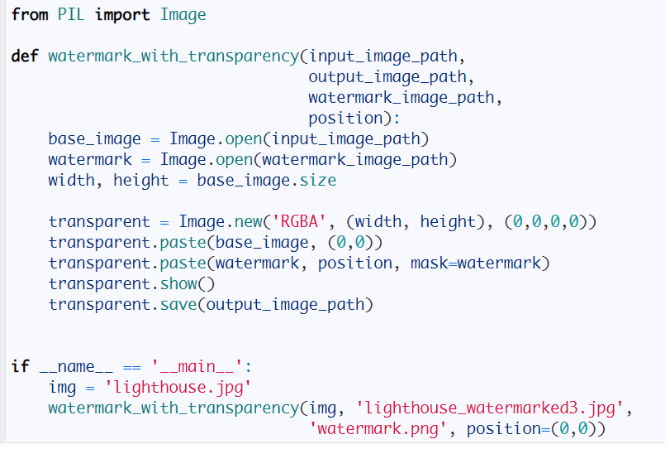 from PIL import Image

def watermark_with_transparency(input_image_path,
                                output_image_path,
                                watermark_image_path,
                                position):
    base_image = Image.open(input_image_path)
    watermark = Image.open(watermark_image_path)
    width, height = base_image.size

    transparent = Image.new('RGBA', (width, height), (0,0,0,0))
    transparent.paste(base_image, (0,0))
    transparent.paste(watermark, position, mask=watermark)
    transparent.show()
    transparent.save(output_image_path)


if __name__ == '__main__':
    img = 'lighthouse.jpg'
    watermark_with_transparency(img, 'lighthouse_watermarked3.jpg',
                                'watermark.png', position=(0,0))